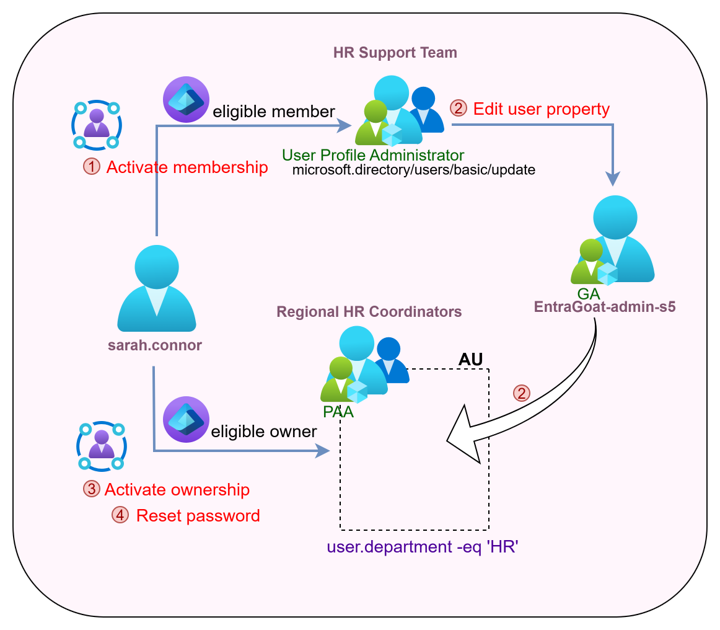 HR Support Team
eligible member
② Edit user property
① Activate membership
User Profile Administrator
microsoft.directory/users/basic/update
GA
EntraGoat-admin-s5
sarah.connor
Regional HR Coordinators
AU
PAA
②
eligible owner
③ Activate ownership
④ Reset password
user.department -eq 'HR'